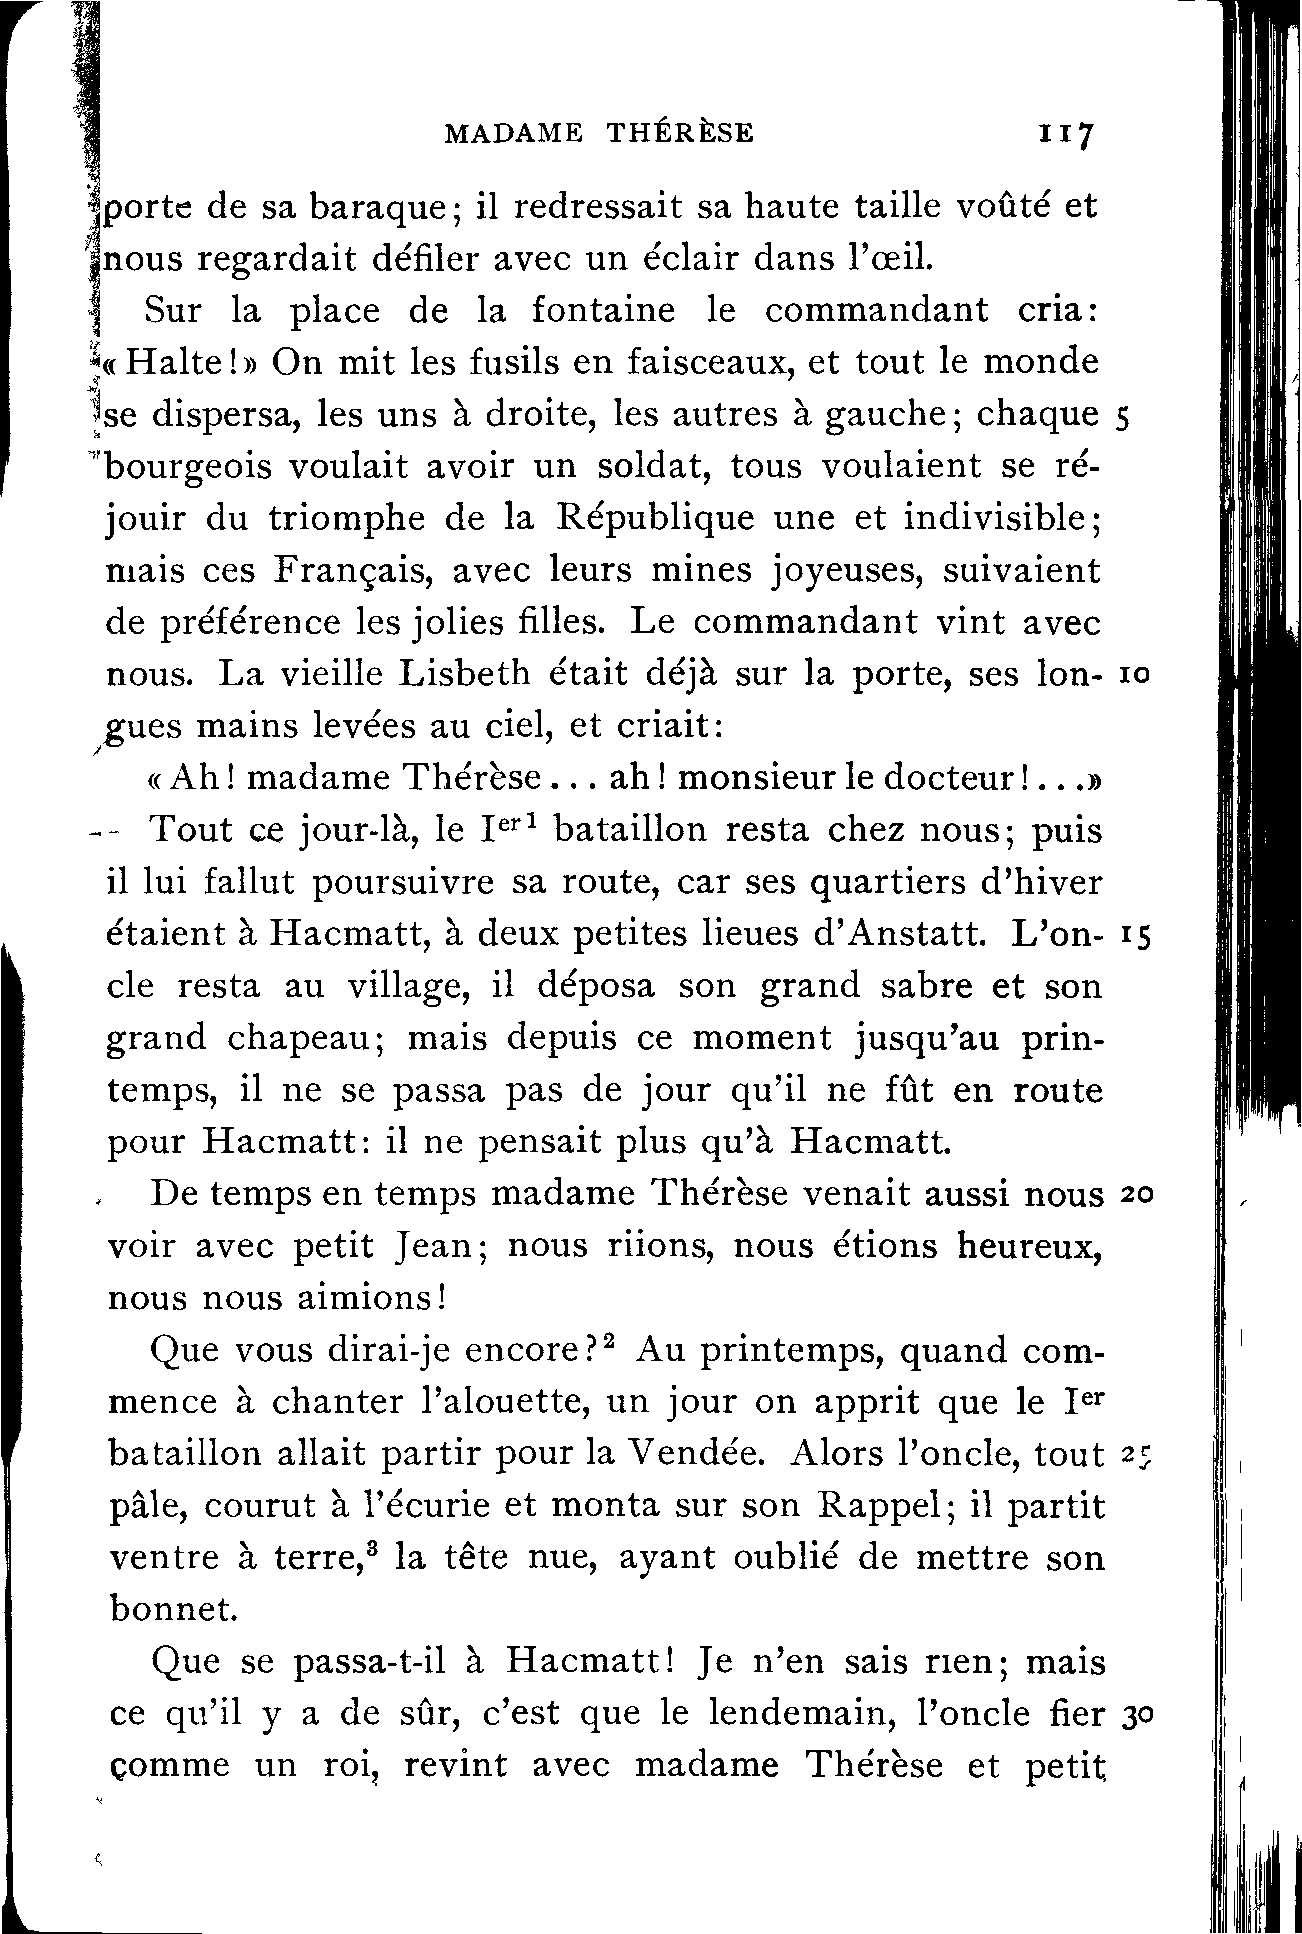 MADAME THÉRÈSE 117
porte de sa baraque; il redressait sa haute taille voûté et
nous regardait défiler avec un éclair dans l'œil.
Sur la place de la fontaine le commandant cria:
« Halte!» On mit les fusils en faisceaux, et tout le monde
se dispersa, les uns à droite, les autres à gauche; chaque 5
bourgeois voulait avoir un soldat, tous voulaient se ré-
jouir du triomphe de la République une et indivisible;
mais ces Français, avec leurs mines joyeuses, suivaient
de préférence les jolies filles. Le commandant vint avec
nous. La vieille Lisbeth était déjà sur la porte, ses lon- 10
gues mains levées au ciel, et criait:
« Ah! madame Thérèse... ah! monsieur le docteur!...»
Tout ce jour-là, le Ier1 bataillon resta chez nous; puis
il lui fallut poursuivre sa route, car ses quartiers d'hiver
étaient à Hacmatt, à deux petites lieues d'Anstatt. L'on- 15
cle resta au village, il déposa son grand sabre et son
grand chapeau; mais depuis ce moment jusqu'au prin-
temps, il ne se passa pas de jour qu'il ne fût en route
pour Hacmatt: il ne pensait plus qu'à Hacmatt.
De temps en temps madame Thérèse venait aussi nous 20
voir avec petit Jean; nous riions, nous étions heureux,
nous nous aimions!
Que vous dirai-je encore?2 Au printemps, quand com-
mence à chanter l'alouette, un jour on apprit que le Ier
bataillon allait partir pour la Vendée. Alors l'oncle, tout 25
pâle, courut à l'écurie et monta sur son Rappel; il partit
ventre à terre,3 la tête nue, ayant oublié de mettre son
bonnet.
Que se passa-t-il à Hacmatt! Je n'en sais rien; mais
ce qu'il y a de sûr, c'est que le lendemain, l'oncle fier 30
comme un roi, revint avec madame Thérèse et petit